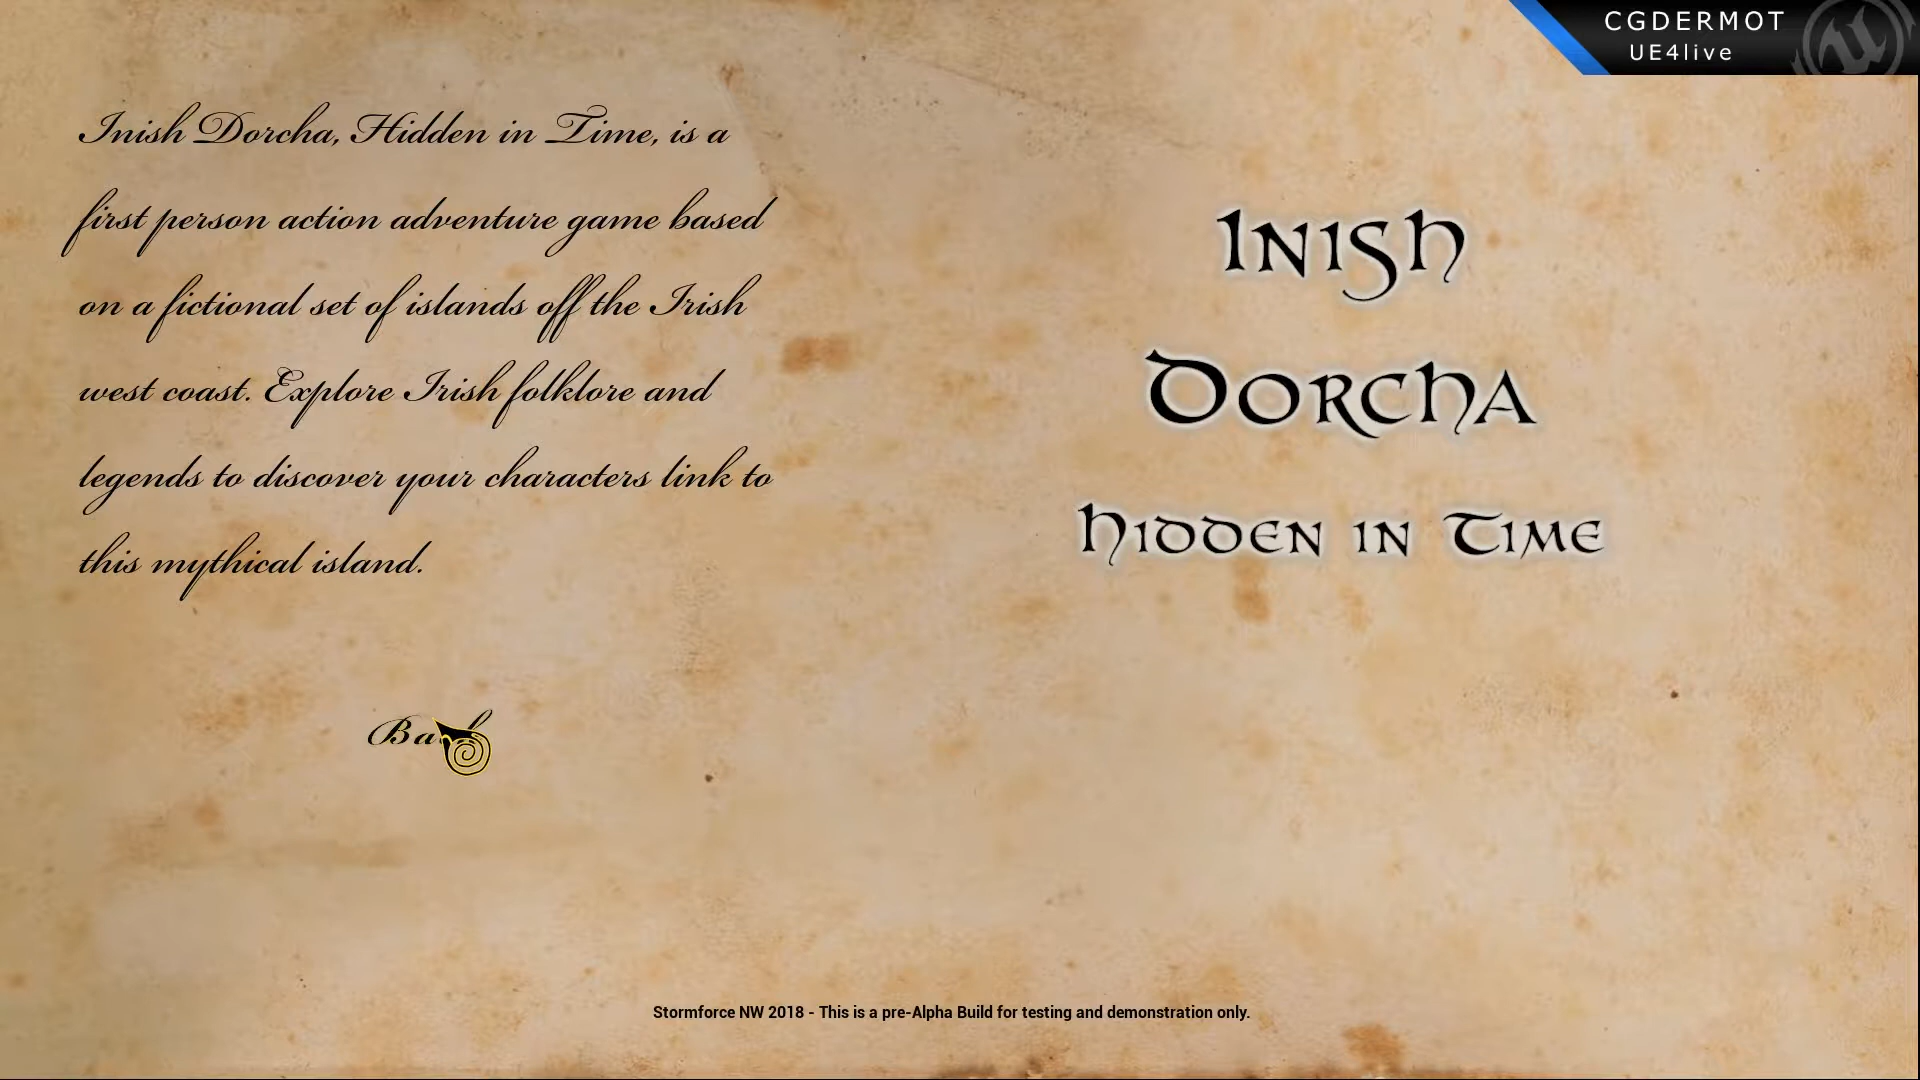 Inish Dorcha, Hidden in Time, is a
first person action adventure game based
on a fictional set of islands off the Irish
west coast. Explore Irish folklore and
legends to discover your characters link to
this mythical island.
Inish
Dorcha
Hidden in Time
CGDERMOT
UE4live
Stormforce NW 2018 - This is a pre-Alpha Build for testing and demonstration only.